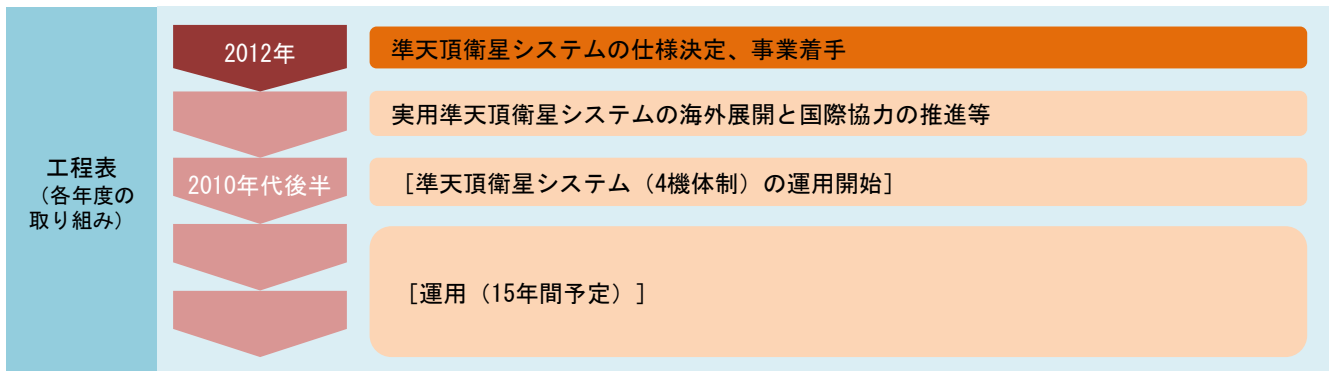 工程表
（各年度の
取り組み）
2012年
準天頂衛星システムの仕様決定、事業着手
実用準天頂衛星システムの海外展開と国際協力の推進等
2010年代後半
［準天頂衛星システム（4機体制）の運用開始］
［運用（15年間予定）］